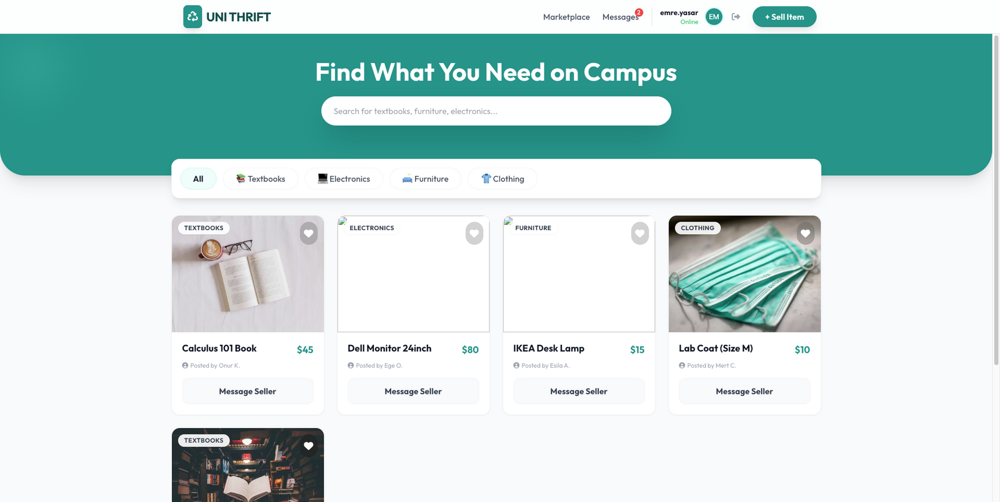 UNI THRIFT
Marketplace
Messages
2
emre.yasar
Online
EM
+ Sell Item
Find What You Need on Campus
Search for textbooks, furniture, electronics...
All
Textbooks
Electronics
Furniture
Clothing
TEXTBOOKS
ELECTRONICS
FURNITURE
CLOTHING
OUTSIDE
OUTSIDE
Calculus 101 Book
$45
Posted by Onur K.
Message Seller
Dell Monitor 24inch
$80
Posted by Ege O.
Message Seller
IKEA Desk Lamp
$15
Posted by Esila A.
Message Seller
Lab Coat (Size M)
$10
Posted by Mert C.
Message Seller
TEXTBOOKS
EXIT